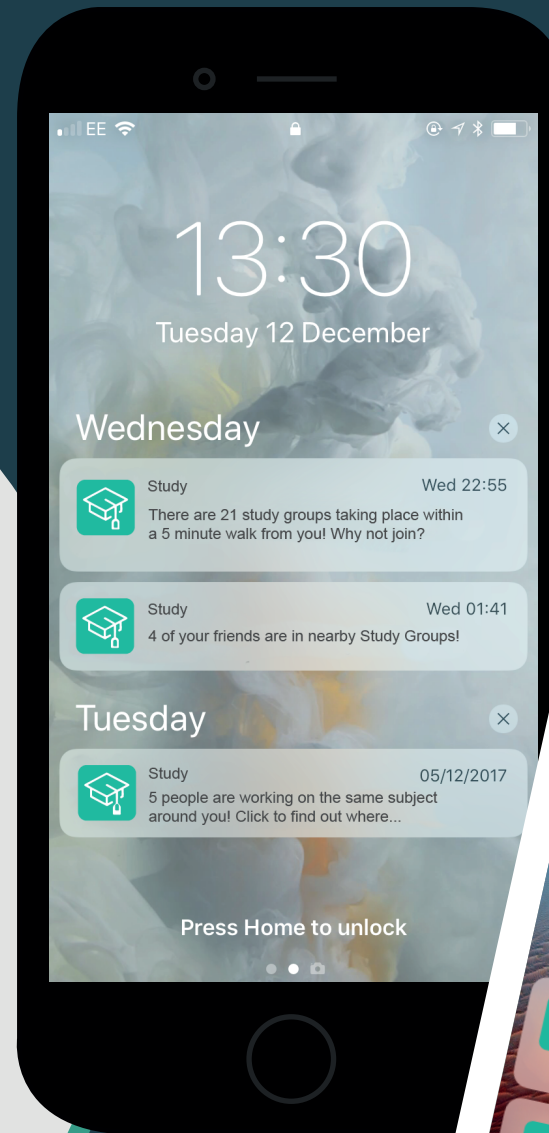 EE
13:30
Tuesday 12 December
Wednesday
Study Wed 22:55
There are 21 study groups taking place within
a 5 minute walk from you! Why not join?
Study Wed 01:41
4 of your friends are in nearby Study Groups!
Tuesday
Study 05/12/2017
5 people are working on the same subject
around you! Click to find out where...
Press Home to unlock